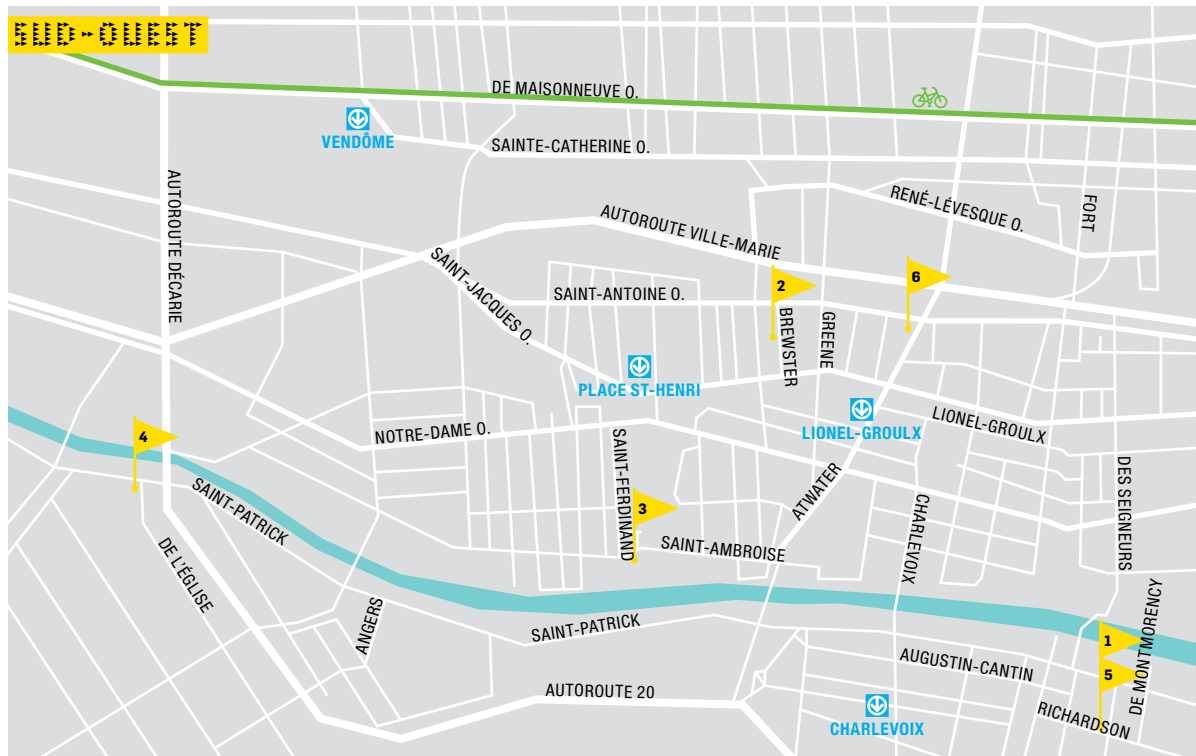 SUD-OUEST
DE MAISONNEUVE O.
VENDÔME
SAINTE-CATHERINE O.
AUTOROUTE DÉCARIE
RENÉ-LÉVESQUE O.
FORT
AUTOROUTE VILLE-MARIE
SAINT-JACQUES O.
SAINT-ANTOINE O.
2
6
BREWSTER
GREENE
PLACE ST-HENRI
LIONEL-GROULX
LIONEL-GROULX
NOTRE-DAME O.
4
SAINT-FERDINAND
3
ATWATER
CHARLEVOIX
DES SEIGNEURS
SAINT-PATRICK
SAINT-AMBROISE
DE L'ÉGLISE
ANGERS
SAINT-PATRICK
1
5
DE MONTMORENCY
AUGUSTIN-CANTIN
RICHARDSON
AUTOROUTE 20
CHARLEVOIX